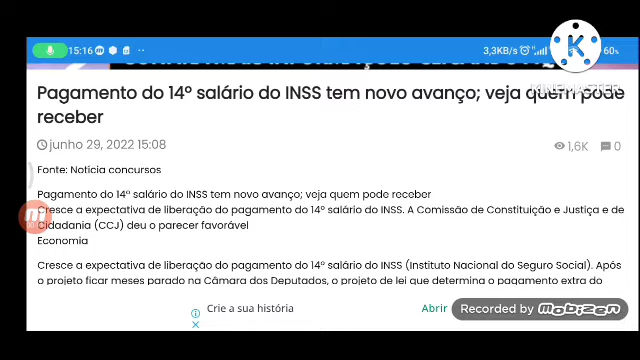 15:16
3,3KB/s
60%
KINEMASTER
Pagamento do 14º salário do INSS tem novo avanço; veja quem pode
receber
junho 29, 2022 15:08
1,6K
0
Fonte: Notícia concursos
Pagamento do 14º salário do INSS tem novo avanço; veja quem pode receber
Cresce a expectativa de liberação do pagamento do 14º salário do INSS. A Comissão de Constituição e Justiça e de
Cidadania (CCJ) deu o parecer favorável
Economia
Cresce a expectativa de liberação do pagamento do 14º salário do INSS (Instituto Nacional do Seguro Social). Após
o projeto ficar meses parado na Câmara dos Deputados, o projeto de lei que determina o pagamento extra do
Crie a sua história
Abrir
Recorded by MOBIZEN